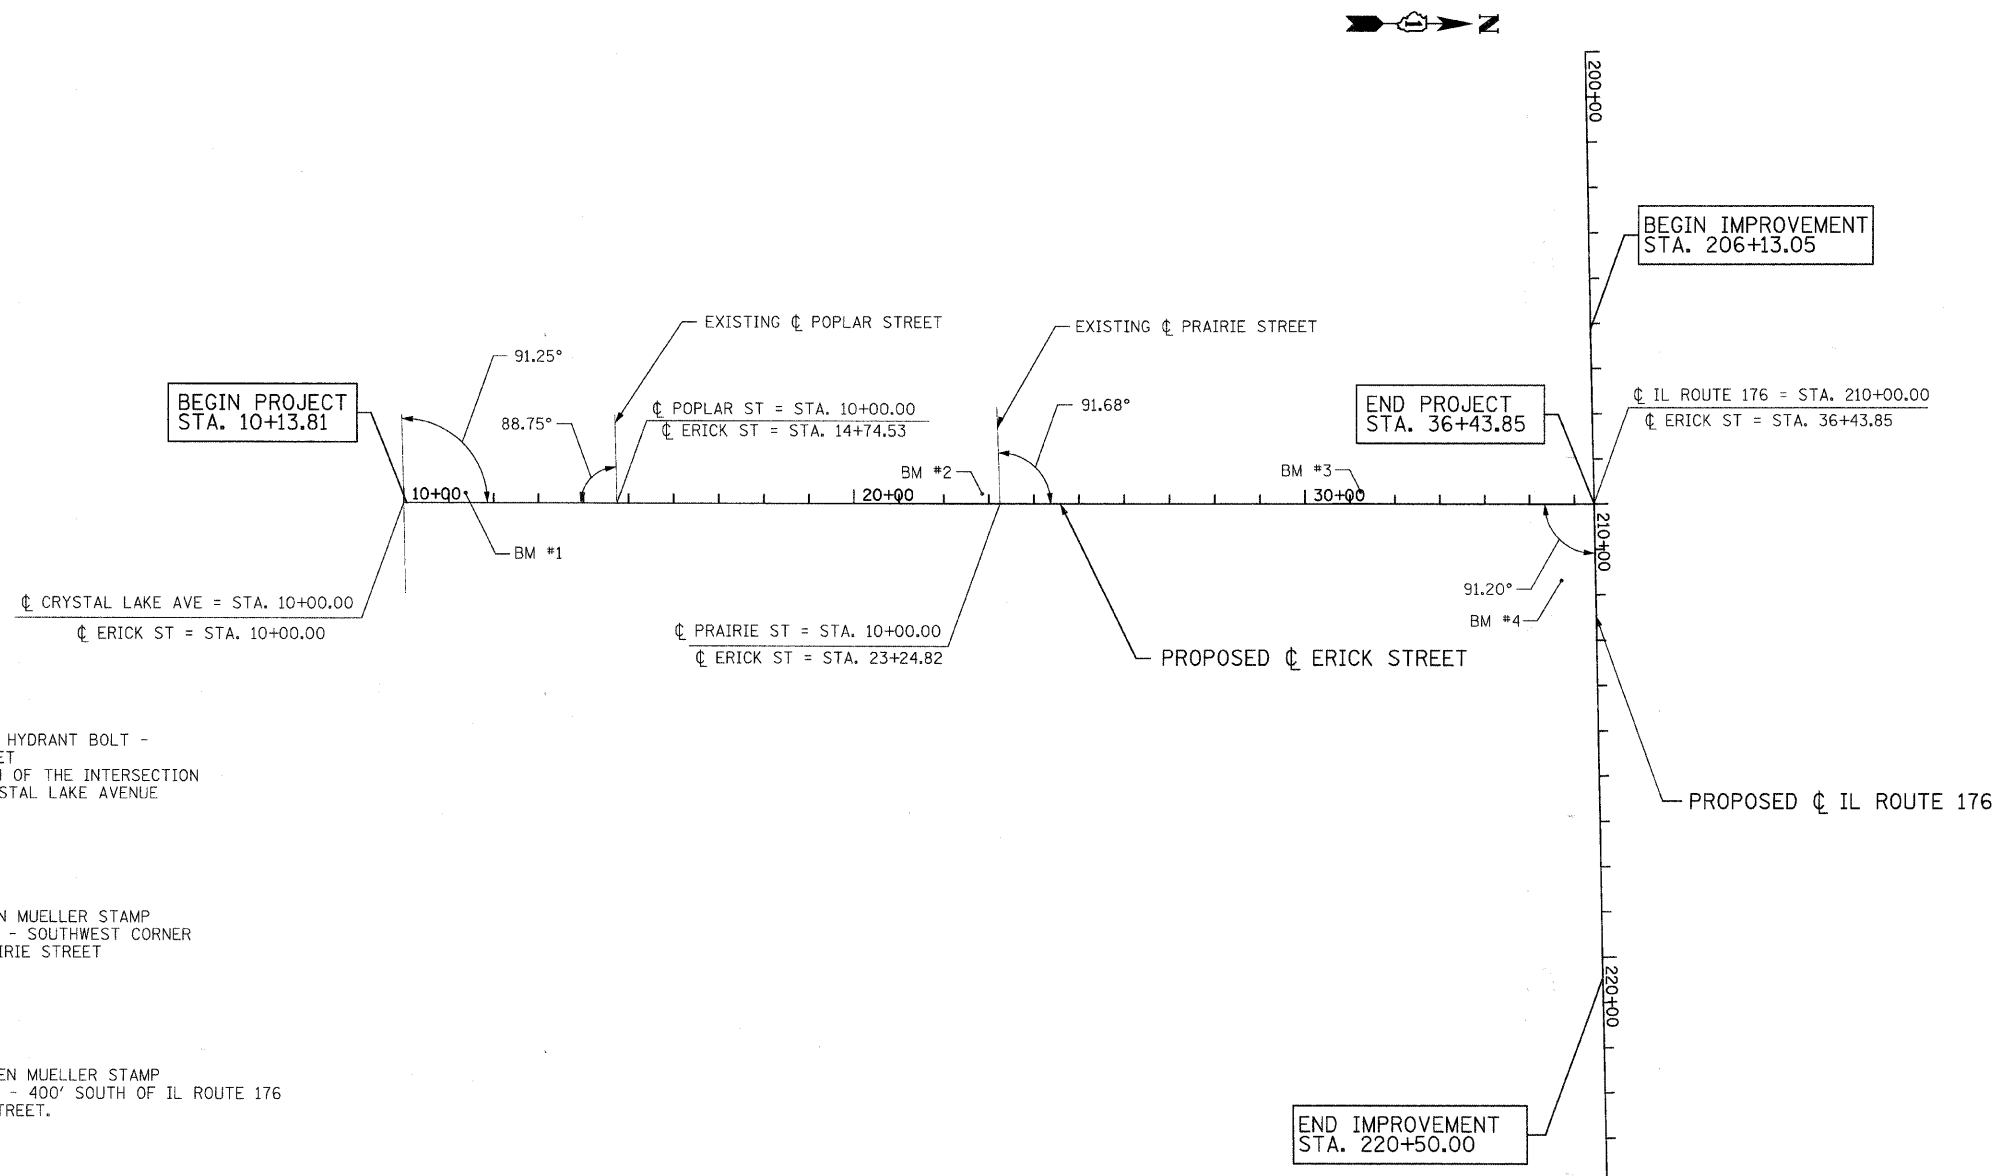 N
200+00
BEGIN IMPROVEMENT
STA. 206+13.05
EXISTING ℄ POPLAR STREET
EXISTING ℄ PRAIRIE STREET
91.25°
BEGIN PROJECT
STA. 10+13.81
88.75°
℄ POPLAR ST = STA. 10+00.00
℄ ERICK ST = STA. 14+74.53
91.68°
END PROJECT
STA. 36+43.85
℄ IL ROUTE 176 = STA. 210+00.00
℄ ERICK ST = STA. 36+43.85
BM #2
BM #3
10+00
20+00
30+00
210+00
BM #1
91.20°
BM #4
℄ CRYSTAL LAKE AVE = STA. 10+00.00
℄ ERICK ST = STA. 10+00.00
℄ PRAIRIE ST = STA. 10+00.00
℄ ERICK ST = STA. 23+24.82
PROPOSED ℄ ERICK STREET
HYDRANT BOLT -
ET
OF THE INTERSECTION
STAL LAKE AVENUE
PROPOSED ℄ IL ROUTE 176
N MUELLER STAMP
- SOUTHWEST CORNER
IRIE STREET
220+00
EN MUELLER STAMP
- 400' SOUTH OF IL ROUTE 176
TREET.
END IMPROVEMENT
STA. 220+50.00